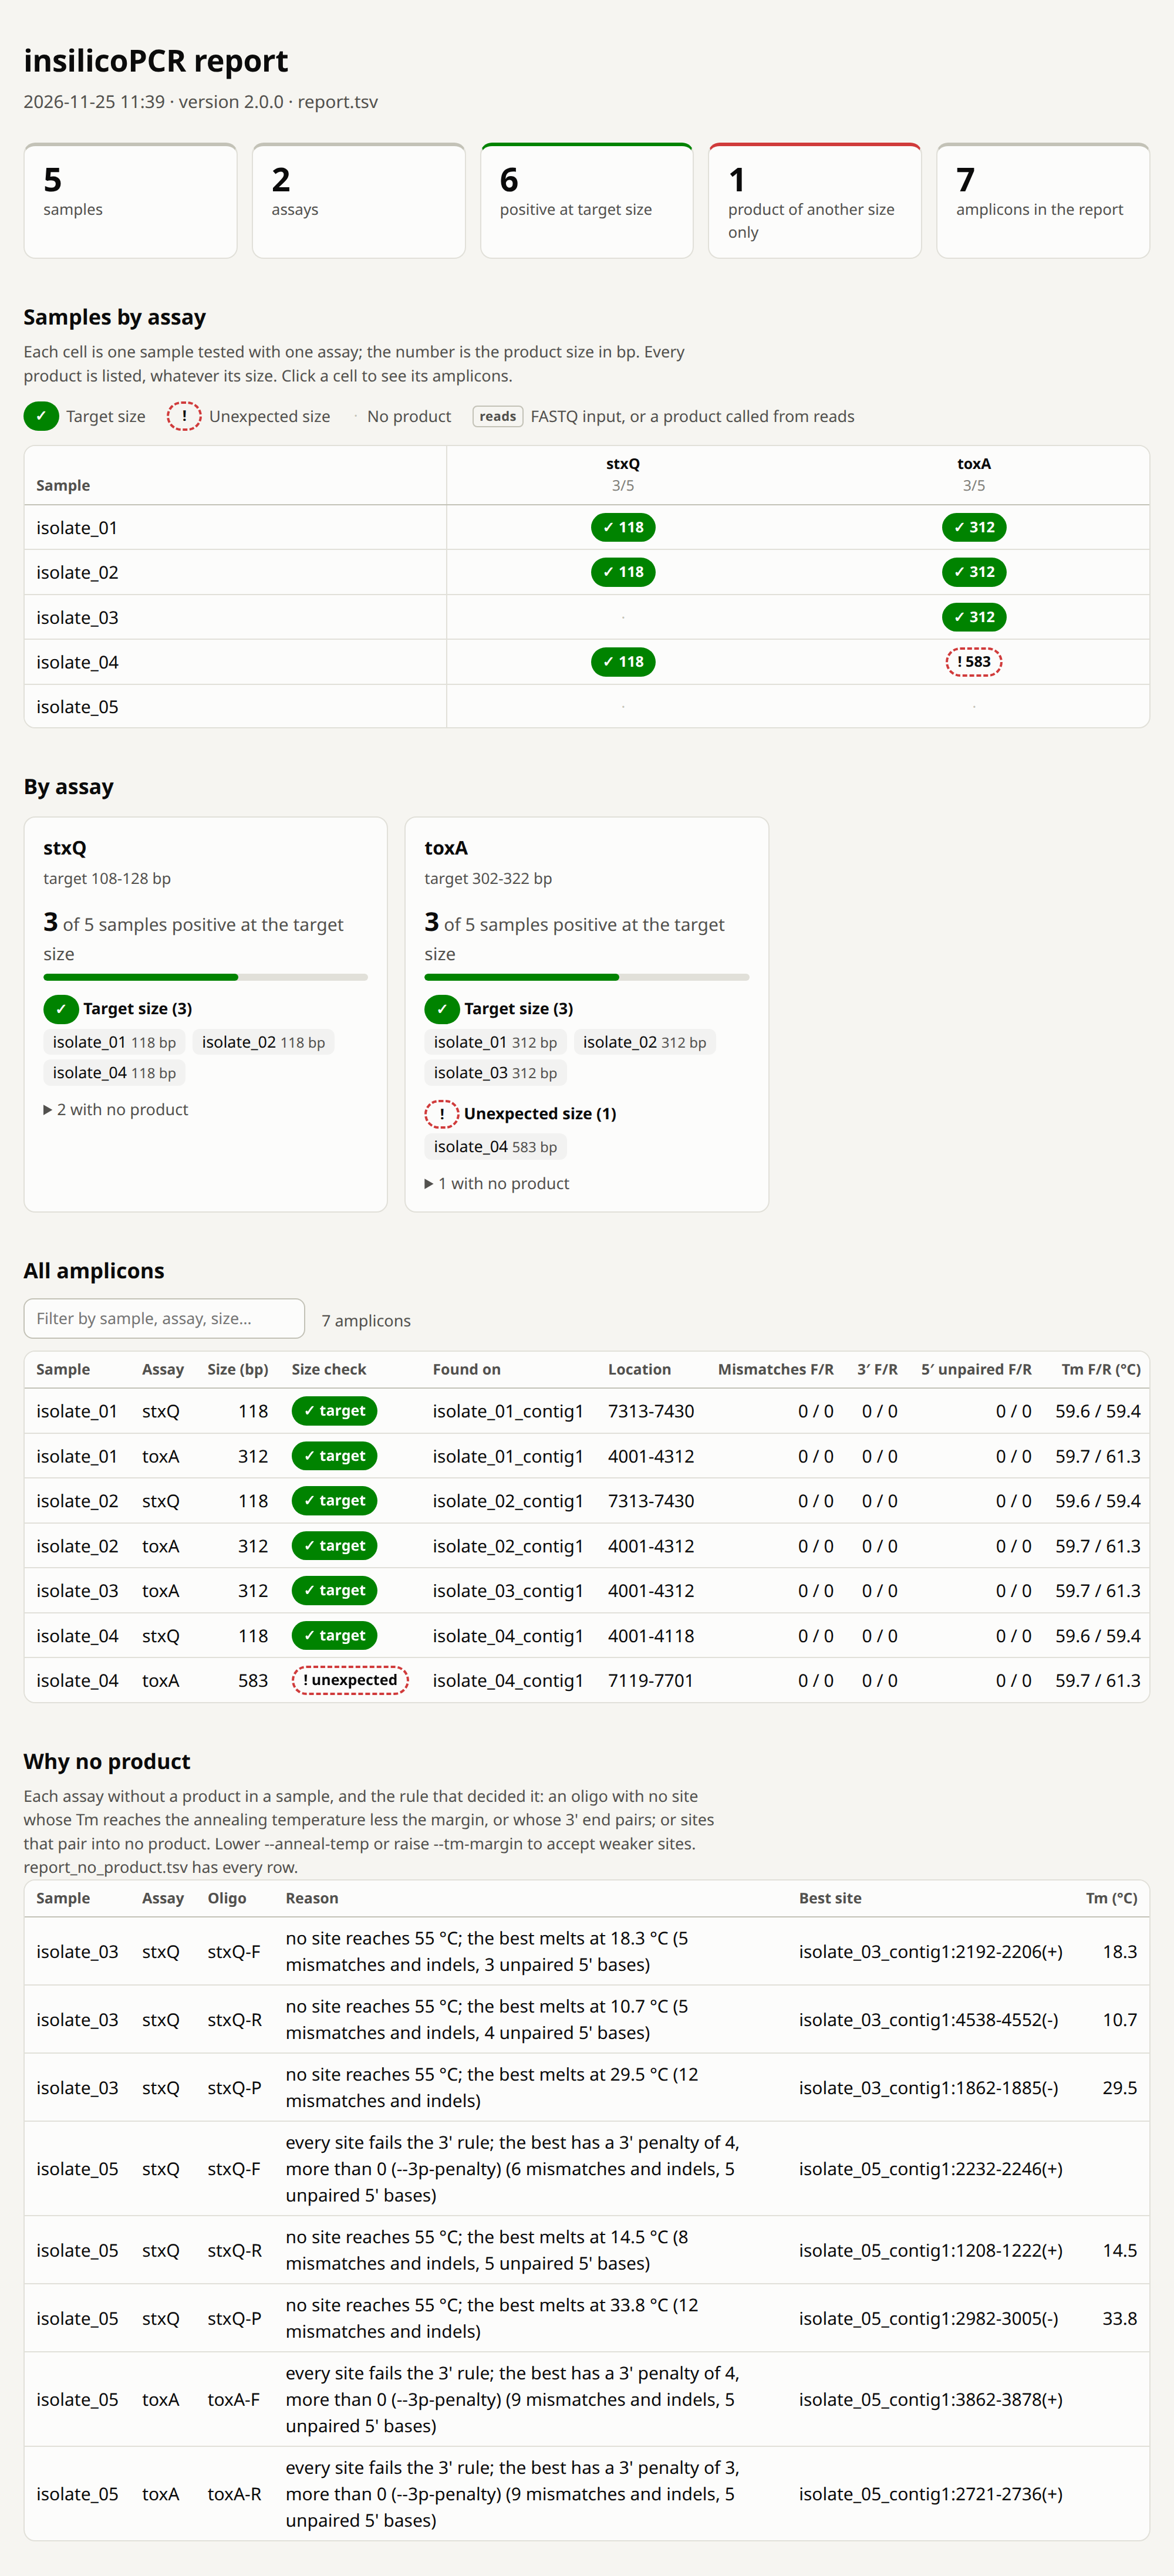 insilicoPCR report
2026-11-25 11:39 · version 2.0.0 · report.tsv
5
samples
2
assays
6
positive at target size
1
product of another size
only
7
amplicons in the report
Samples by assay
Each cell is one sample tested with one assay; the number is the product size in bp. Every
product is listed, whatever its size. Click a cell to see its amplicons.
✓ Target size ! Unexpected size · No product reads FASTQ input, or a product called from reads
Sample stxQ 3/5 toxA 3/5
isolate_01 ✓ 118 ✓ 312
isolate_02 ✓ 118 ✓ 312
isolate_03 · ✓ 312
isolate_04 ✓ 118 ! 583
isolate_05 · ·
By assay
stxQ
target 108-128 bp
3 of 5 samples positive at the target
size
✓ Target size (3)
isolate_01 118 bp isolate_02 118 bp
isolate_04 118 bp
▶ 2 with no product
toxA
target 302-322 bp
3 of 5 samples positive at the target
size
✓ Target size (3)
isolate_01 312 bp isolate_02 312 bp
isolate_03 312 bp
! Unexpected size (1)
isolate_04 583 bp
▶ 1 with no product
All amplicons
Filter by sample, assay, size... 7 amplicons
Sample Assay Size (bp) Size check Found on Location Mismatches F/R 3′ F/R 5′ unpaired F/R Tm F/R (°C)
isolate_01 stxQ 118 ✓ target isolate_01_contig1 7313-7430 0 / 0 0 / 0 0 / 0 59.6 / 59.4
isolate_01 toxA 312 ✓ target isolate_01_contig1 4001-4312 0 / 0 0 / 0 0 / 0 59.7 / 61.3
isolate_02 stxQ 118 ✓ target isolate_02_contig1 7313-7430 0 / 0 0 / 0 0 / 0 59.6 / 59.4
isolate_02 toxA 312 ✓ target isolate_02_contig1 4001-4312 0 / 0 0 / 0 0 / 0 59.7 / 61.3
isolate_03 toxA 312 ✓ target isolate_03_contig1 4001-4312 0 / 0 0 / 0 0 / 0 59.7 / 61.3
isolate_04 stxQ 118 ✓ target isolate_04_contig1 4001-4118 0 / 0 0 / 0 0 / 0 59.6 / 59.4
isolate_04 toxA 583 ! unexpected isolate_04_contig1 7119-7701 0 / 0 0 / 0 0 / 0 59.7 / 61.3
Why no product
Each assay without a product in a sample, and the rule that decided it: an oligo with no site
whose Tm reaches the annealing temperature less the margin, or whose 3' end pairs; or sites
that pair into no product. Lower --anneal-temp or raise --tm-margin to accept weaker sites.
report_no_product.tsv has every row.
Sample Assay Oligo Reason Best site Tm (°C)
isolate_03 stxQ stxQ-F no site reaches 55 °C; the best melts at 18.3 °C (5
mismatches and indels, 3 unpaired 5' bases) isolate_03_contig1:2192-2206(+) 18.3
isolate_03 stxQ stxQ-R no site reaches 55 °C; the best melts at 10.7 °C (5
mismatches and indels, 4 unpaired 5' bases) isolate_03_contig1:4538-4552(-) 10.7
isolate_03 stxQ stxQ-P no site reaches 55 °C; the best melts at 29.5 °C (12
mismatches and indels) isolate_03_contig1:1862-1885(-) 29.5
isolate_05 stxQ stxQ-F every site fails the 3' rule; the best has a 3' penalty of 4,
more than 0 (--3p-penalty) (6 mismatches and indels, 5
unpaired 5' bases) isolate_05_contig1:2232-2246(+)
isolate_05 stxQ stxQ-R no site reaches 55 °C; the best melts at 14.5 °C (8
mismatches and indels, 5 unpaired 5' bases) isolate_05_contig1:1208-1222(+) 14.5
isolate_05 stxQ stxQ-P no site reaches 55 °C; the best melts at 33.8 °C (12
mismatches and indels) isolate_05_contig1:2982-3005(-) 33.8
isolate_05 toxA toxA-F every site fails the 3' rule; the best has a 3' penalty of 4,
more than 0 (--3p-penalty) (9 mismatches and indels, 5
unpaired 5' bases) isolate_05_contig1:3862-3878(+)
isolate_05 toxA toxA-R every site fails the 3' rule; the best has a 3' penalty of 3,
more than 0 (--3p-penalty) (9 mismatches and indels, 5
unpaired 5' bases) isolate_05_contig1:2721-2736(+)